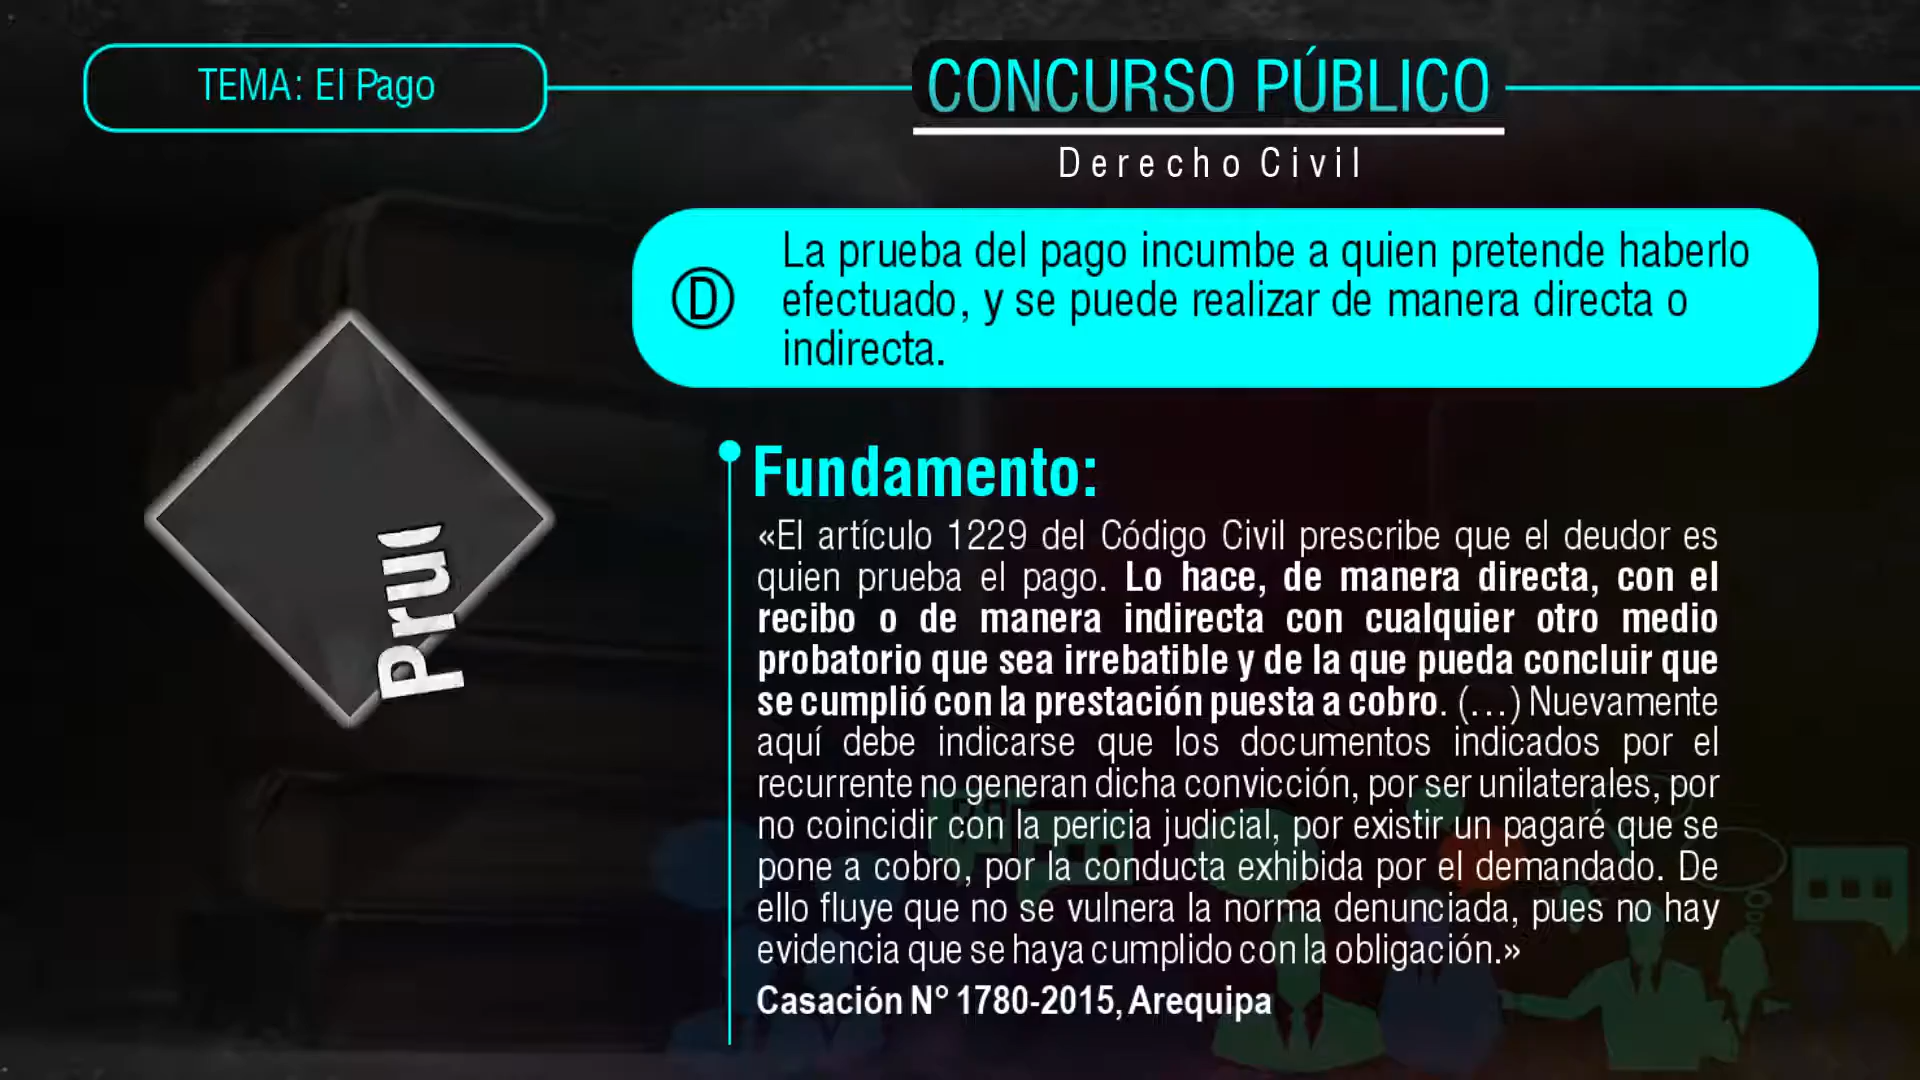 TEMA: El Pago
CONCURSO PÚBLICO
Derecho Civil
D
La prueba del pago incumbe a quien pretende haberlo
efectuado, y se puede realizar de manera directa o
indirecta.
Fundamento:
«El artículo 1229 del Código Civil prescribe que el deudor es
quien prueba el pago. Lo hace, de manera directa, con el
recibo o de manera indirecta con cualquier otro medio
probatorio que sea irrebatible y de la que pueda concluir que
se cumplió con la prestación puesta a cobro. (...) Nuevamente
aquí debe indicarse que los documentos indicados por el
recurrente no generan dicha convicción, por ser unilaterales, por
no coincidir con la pericia judicial, por existir un pagaré que se
pone a cobro, por la conducta exhibida por el demandado. De
ello fluye que no se vulnera la norma denunciada, pues no hay
evidencia que se haya cumplido con la obligación.»
Casación N° 1780-2015, Arequipa